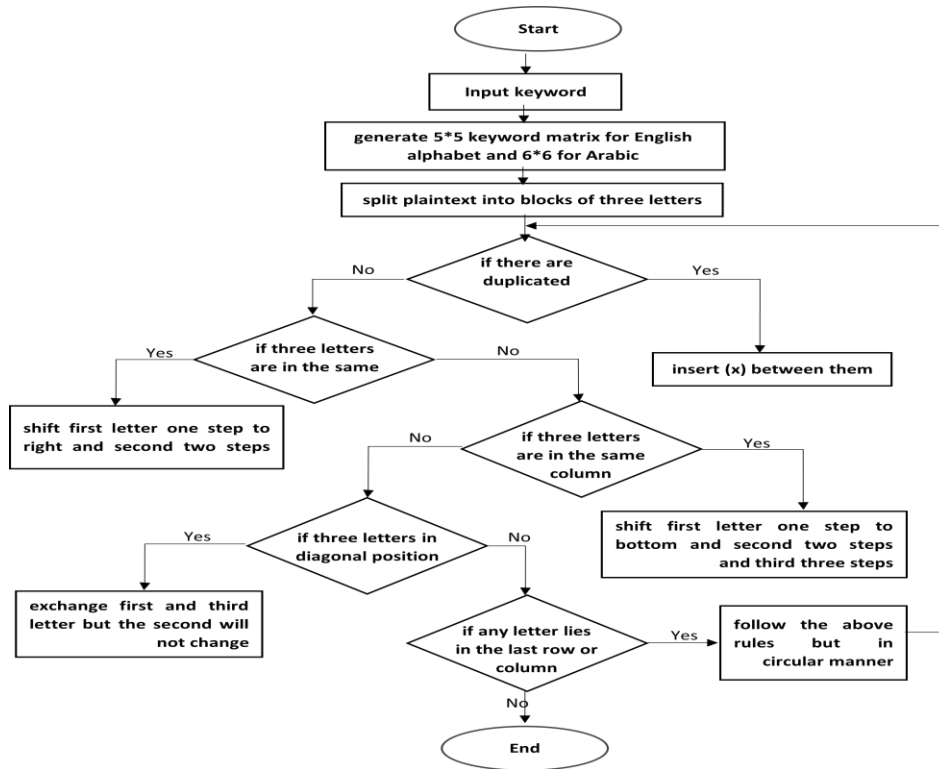 Start
Input keyword
generate 5*5 keyword matrix for English
alphabet and 6*6 for Arabic
split plaintext into blocks of three letters
if there are
duplicated
No
Yes
if three letters
are in the same
Yes
No
insert (x) between them
shift first letter one step to
right and second two steps
if three letters
are in the same
column
No
Yes
shift first letter one step to
bottom and second two steps
and third three steps
if three letters in
diagonal position
Yes
No
exchange first and third
letter but the second will
not change
if any letter lies
in the last row or
column
Yes
follow the above
rules but in
circular manner
No
End